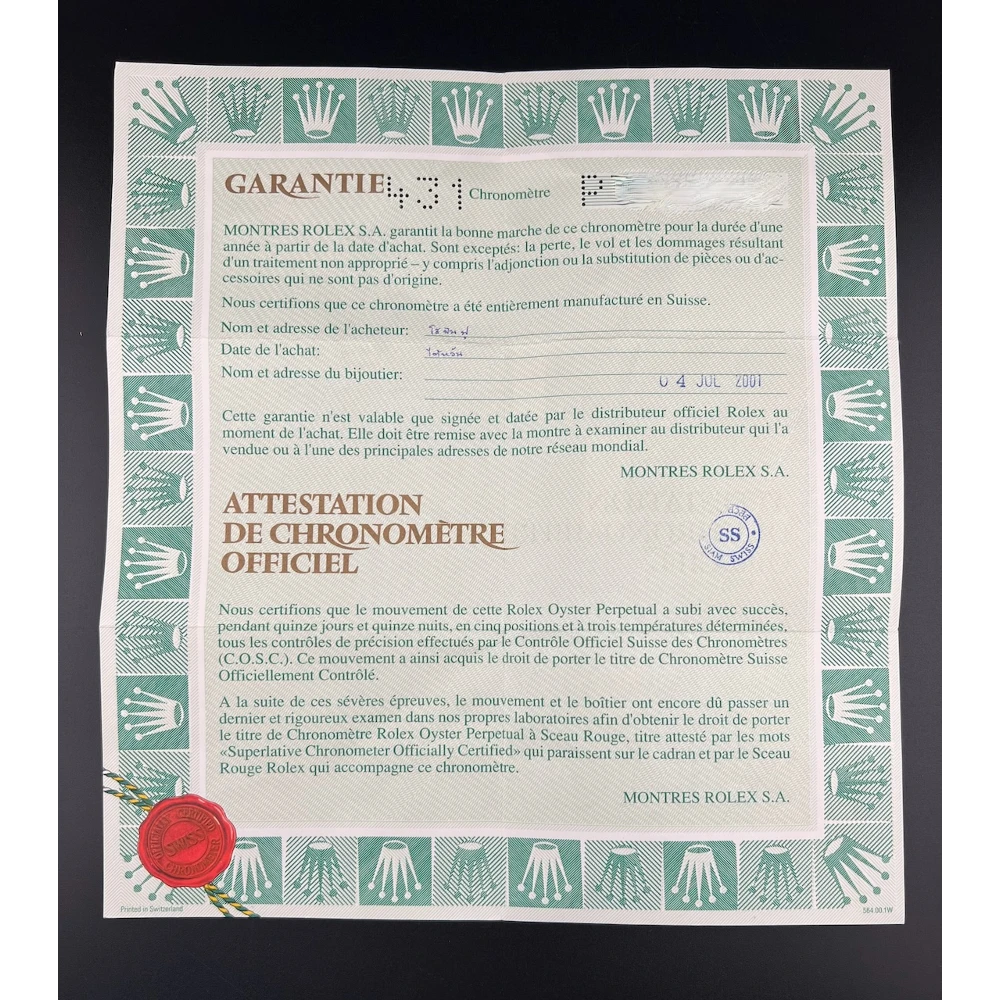 GARANTIE 431 Chronomètre P
MONTRES ROLEX S.A. garantit la bonne marche de ce chronomètre pour la durée d'une
année à partir de la date d'achat. Sont exceptés: la perte, le vol et les dommages résultant
d'un traitement non approprié – y compris l'adjonction ou la substitution de pièces ou d'ac-
cessoires qui ne sont pas d'origine.
Nous certifions que ce chronomètre a été entièrement manufacturé en Suisse.
Nom et adresse de l'acheteur:
Date de l'achat: ไต้หวัน
Nom et adresse du bijoutier:
04 JUL 2001
Cette garantie n'est valable que signée et datée par le distributeur officiel Rolex au
moment de l'achat. Elle doit être remise avec la montre à examiner au distributeur qui l'a
vendue ou à l'une des principales adresses de notre réseau mondial.
MONTRES ROLEX S.A.
ATTESTATION
DE CHRONOMÈTRE
OFFICIEL
SS
SIAM SWISS
Nous certifions que le mouvement de cette Rolex Oyster Perpetual a subi avec succès,
pendant quinze jours et quinze nuits, en cinq positions et à trois températures déterminées,
tous les contrôles de précision effectués par le Contrôle Officiel Suisse des Chronomètres
(C.O.S.C.). Ce mouvement a ainsi acquis le droit de porter le titre de Chronomètre Suisse
Officiellement Contrôlé.
A la suite de ces sévères épreuves, le mouvement et le boîtier ont encore dû passer un
dernier et rigoureux examen dans nos propres laboratoires afin d'obtenir le droit de porter
le titre de Chronomètre Rolex Oyster Perpetual à Sceau Rouge, titre attesté par les mots
«Superlative Chronometer Officially Certified» qui paraissent sur le cadran et par le Sceau
Rouge Rolex qui accompagne ce chronomètre.
MONTRES ROLEX S.A.
OFFICIALLY CERTIFIED
SWISS
CHRONOMETER
Printed in Switzerland
564.00.1W